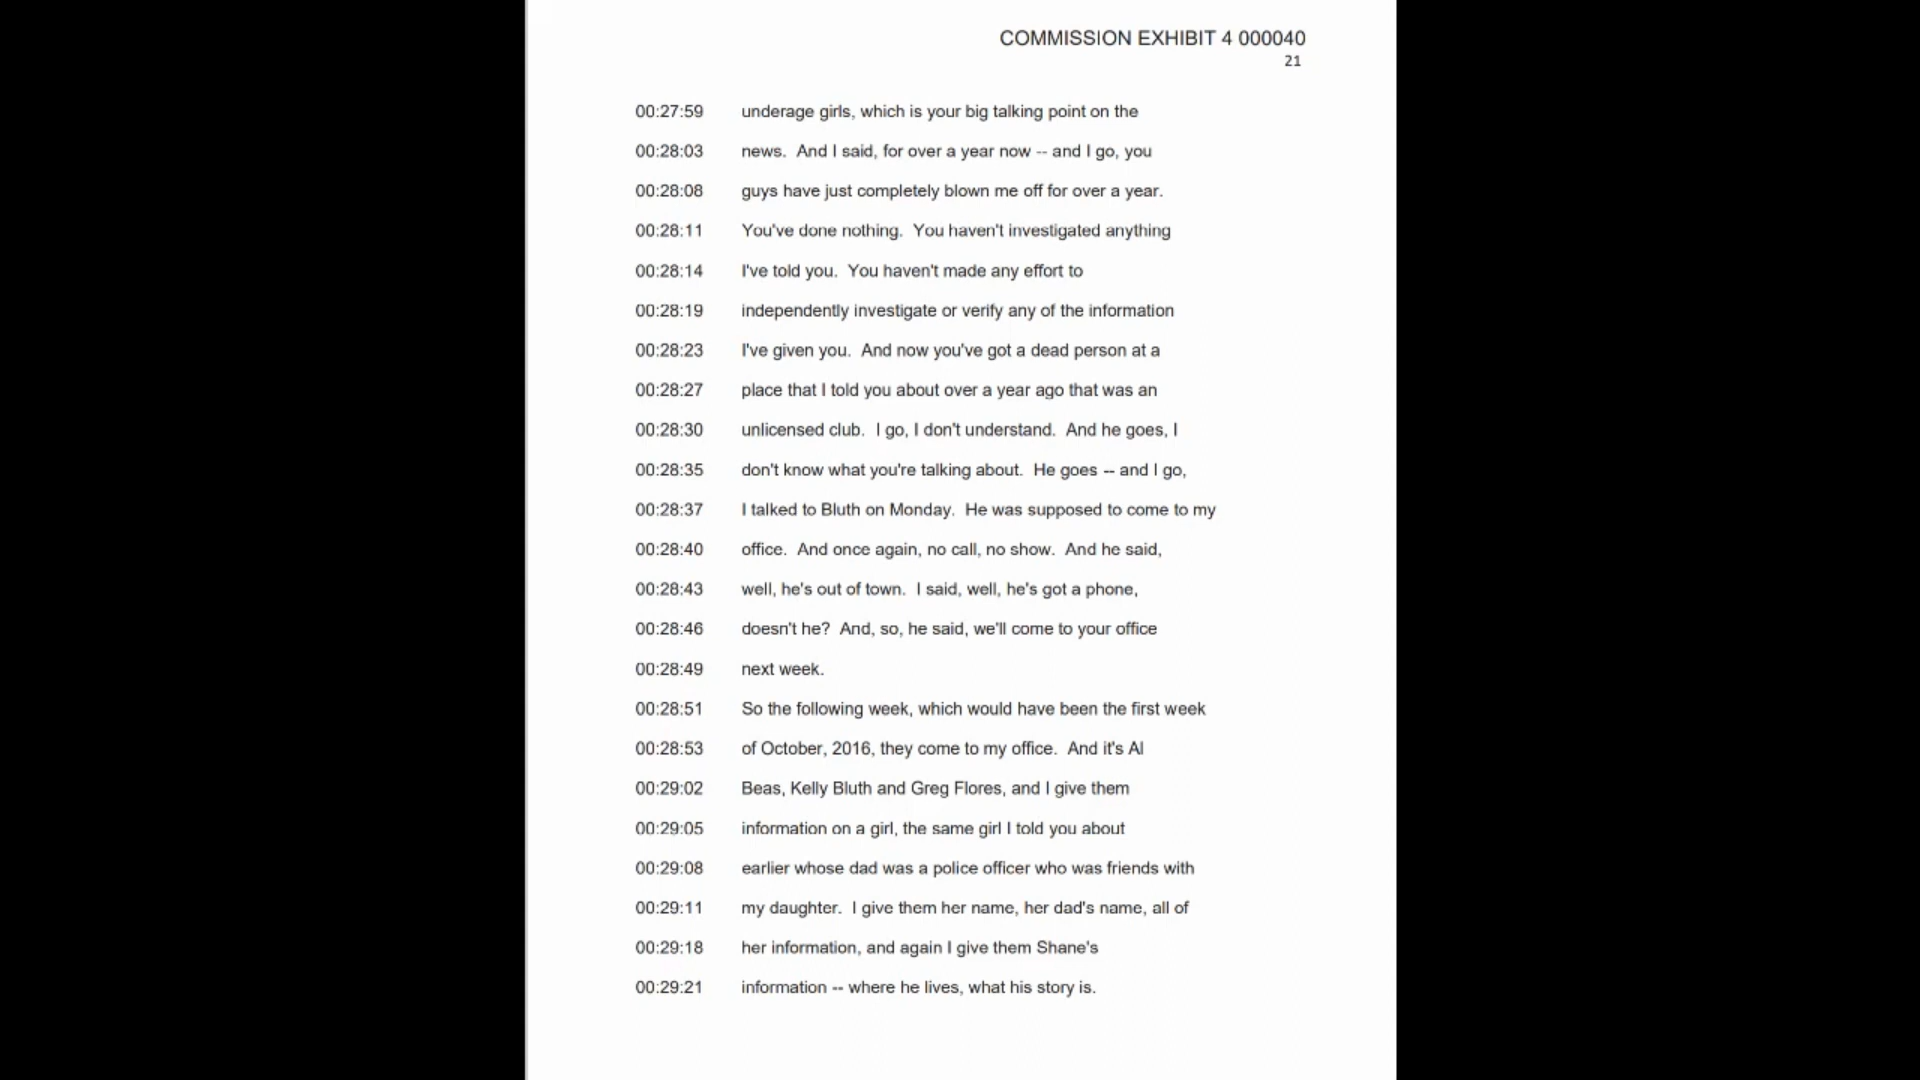 COMMISSION EXHIBIT 4 000040
21
00:27:59 underage girls, which is your big talking point on the
00:28:03 news.  And I said, for over a year now -- and I go, you
00:28:08 guys have just completely blown me off for over a year.
00:28:11 You've done nothing.  You haven't investigated anything
00:28:14 I've told you.  You haven't made any effort to
00:28:19 independently investigate or verify any of the information
00:28:23 I've given you.  And now you've got a dead person at a
00:28:27 place that I told you about over a year ago that was an
00:28:30 unlicensed club.  I go, I don't understand.  And he goes, I
00:28:35 don't know what you're talking about.  He goes -- and I go,
00:28:37 I talked to Bluth on Monday.  He was supposed to come to my
00:28:40 office.  And once again, no call, no show.  And he said,
00:28:43 well, he's out of town.  I said, well, he's got a phone,
00:28:46 doesn't he?  And, so, he said, we'll come to your office
00:28:49 next week.
00:28:51 So the following week, which would have been the first week
00:28:53 of October, 2016, they come to my office.  And it's Al
00:29:02 Beas, Kelly Bluth and Greg Flores, and I give them
00:29:05 information on a girl, the same girl I told you about
00:29:08 earlier whose dad was a police officer who was friends with
00:29:11 my daughter.  I give them her name, her dad's name, all of
00:29:18 her information, and again I give them Shane's
00:29:21 information -- where he lives, what his story is.